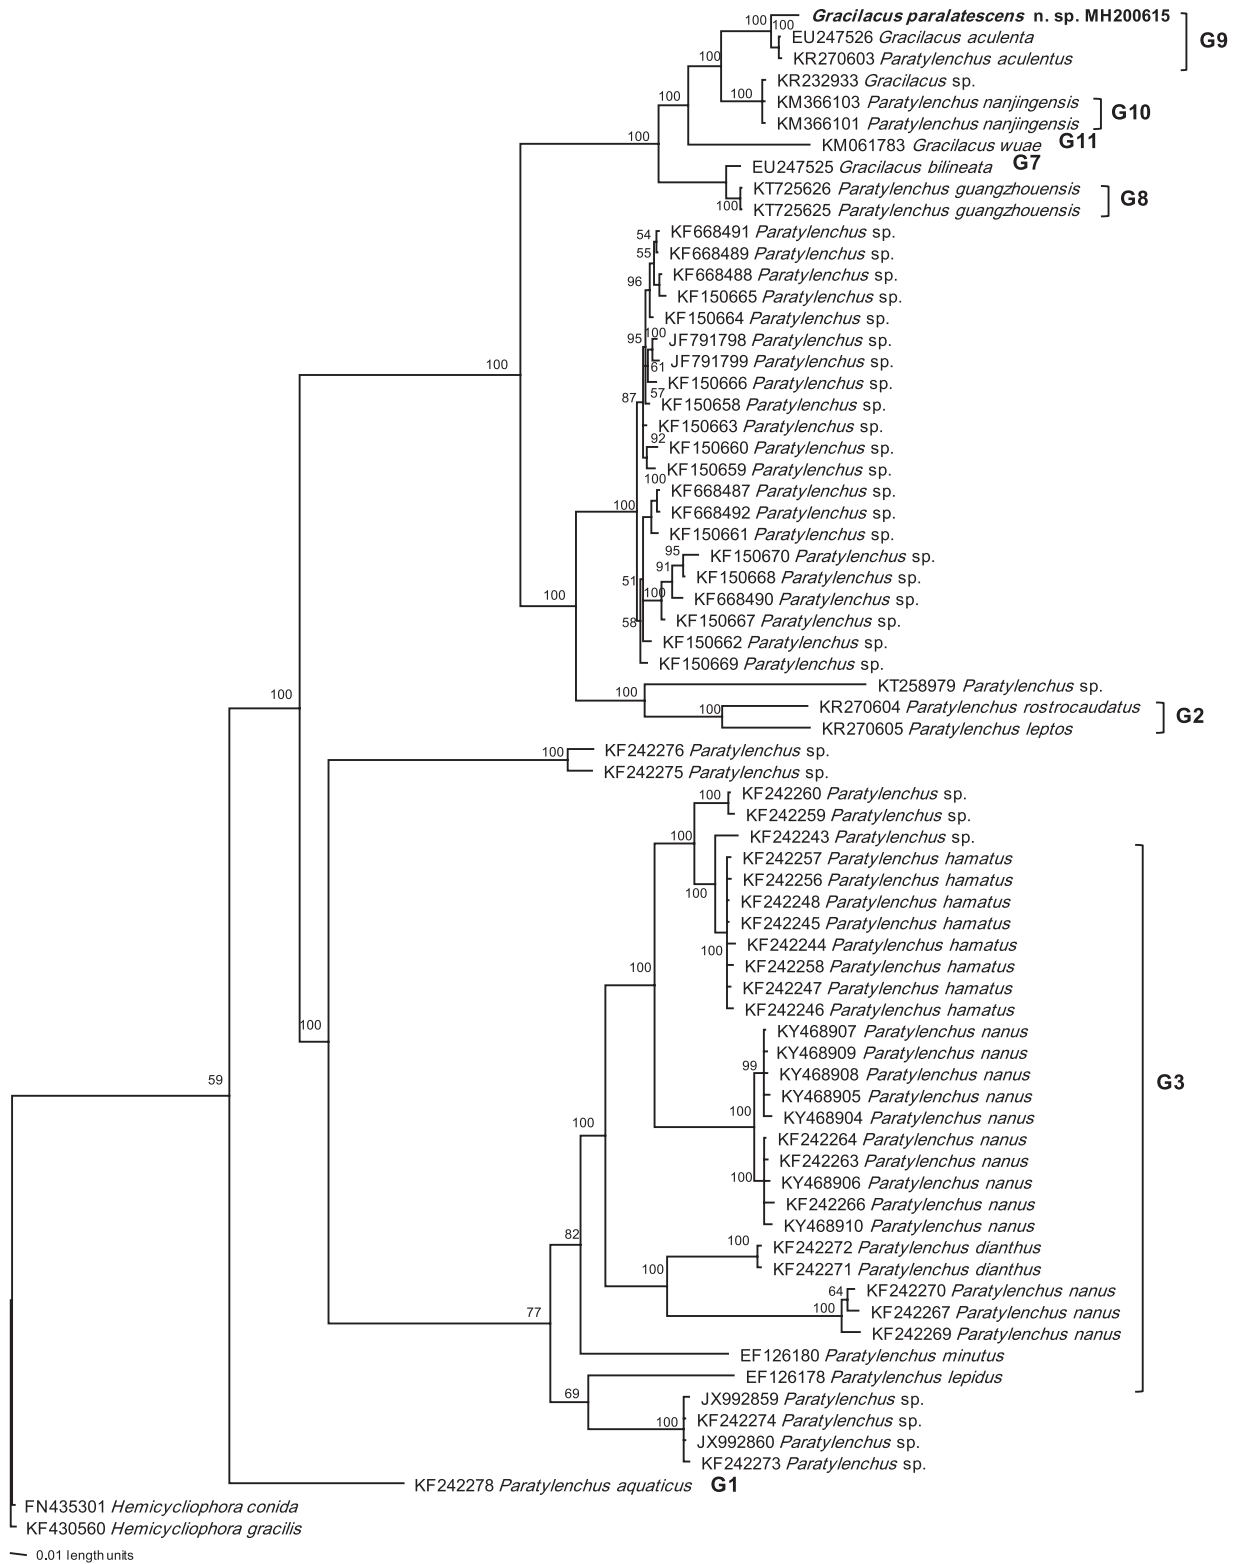 Gracilacus paralatescens n. sp. MH200615
100
100
EU247526 Gracilacus aculenta
G9
KR270603 Paratylenchus aculentus
100
KR232933 Gracilacus sp.
100
KM366103 Paratylenchus nanjingensis
G10
100
KM366101 Paratylenchus nanjingensis
100
KM061783 Gracilacus wuae G11
EU247525 Gracilacus bilineata G7
KT725626 Paratylenchus guangzhouensis
G8
100
KT725625 Paratylenchus guangzhouensis
54
KF668491 Paratylenchus sp.
55
KF668489 Paratylenchus sp.
KF668488 Paratylenchus sp.
96
KF150665 Paratylenchus sp.
KF150664 Paratylenchus sp.
95
100
JF791798 Paratylenchus sp.
JF791799 Paratylenchus sp.
61
100
KF150666 Paratylenchus sp.
57
87
KF150658 Paratylenchus sp.
KF150663 Paratylenchus sp.
92
KF150660 Paratylenchus sp.
KF150659 Paratylenchus sp.
100
KF668487 Paratylenchus sp.
100
KF668492 Paratylenchus sp.
KF150661 Paratylenchus sp.
95
KF150670 Paratylenchus sp.
91
KF150668 Paratylenchus sp.
51
100
100
KF668490 Paratylenchus sp.
58
KF150667 Paratylenchus sp.
KF150662 Paratylenchus sp.
KF150669 Paratylenchus sp.
100
100
KT258979 Paratylenchus sp.
100
KR270604 Paratylenchus rostrocaudatus
G2
KR270605 Paratylenchus leptos
100
KF242276 Paratylenchus sp.
KF242275 Paratylenchus sp.
100
KF242260 Paratylenchus sp.
KF242259 Paratylenchus sp.
100
KF242243 Paratylenchus sp.
KF242257 Paratylenchus hamatus
KF242256 Paratylenchus hamatus
100
KF242248 Paratylenchus hamatus
KF242245 Paratylenchus hamatus
KF242244 Paratylenchus hamatus
100
KF242258 Paratylenchus hamatus
100
KF242247 Paratylenchus hamatus
KF242246 Paratylenchus hamatus
100
KY468907 Paratylenchus nanus
KY468909 Paratylenchus nanus
99
KY468908 Paratylenchus nanus
G3
59
KY468905 Paratylenchus nanus
100
KY468904 Paratylenchus nanus
100
KF242264 Paratylenchus nanus
KF242263 Paratylenchus nanus
100
KY468906 Paratylenchus nanus
KF242266 Paratylenchus nanus
KY468910 Paratylenchus nanus
82
100
KF242272 Paratylenchus dianthus
100
KF242271 Paratylenchus dianthus
64
KF242270 Paratylenchus nanus
77
100
KF242267 Paratylenchus nanus
KF242269 Paratylenchus nanus
EF126180 Paratylenchus minutus
EF126178 Paratylenchus lepidus
69
JX992859 Paratylenchus sp.
100
KF242274 Paratylenchus sp.
JX992860 Paratylenchus sp.
KF242273 Paratylenchus sp.
KF242278 Paratylenchus aquaticus G1
FN435301 Hemicycliophora conida
KF430560 Hemicycliophora gracilis
0.01 length units